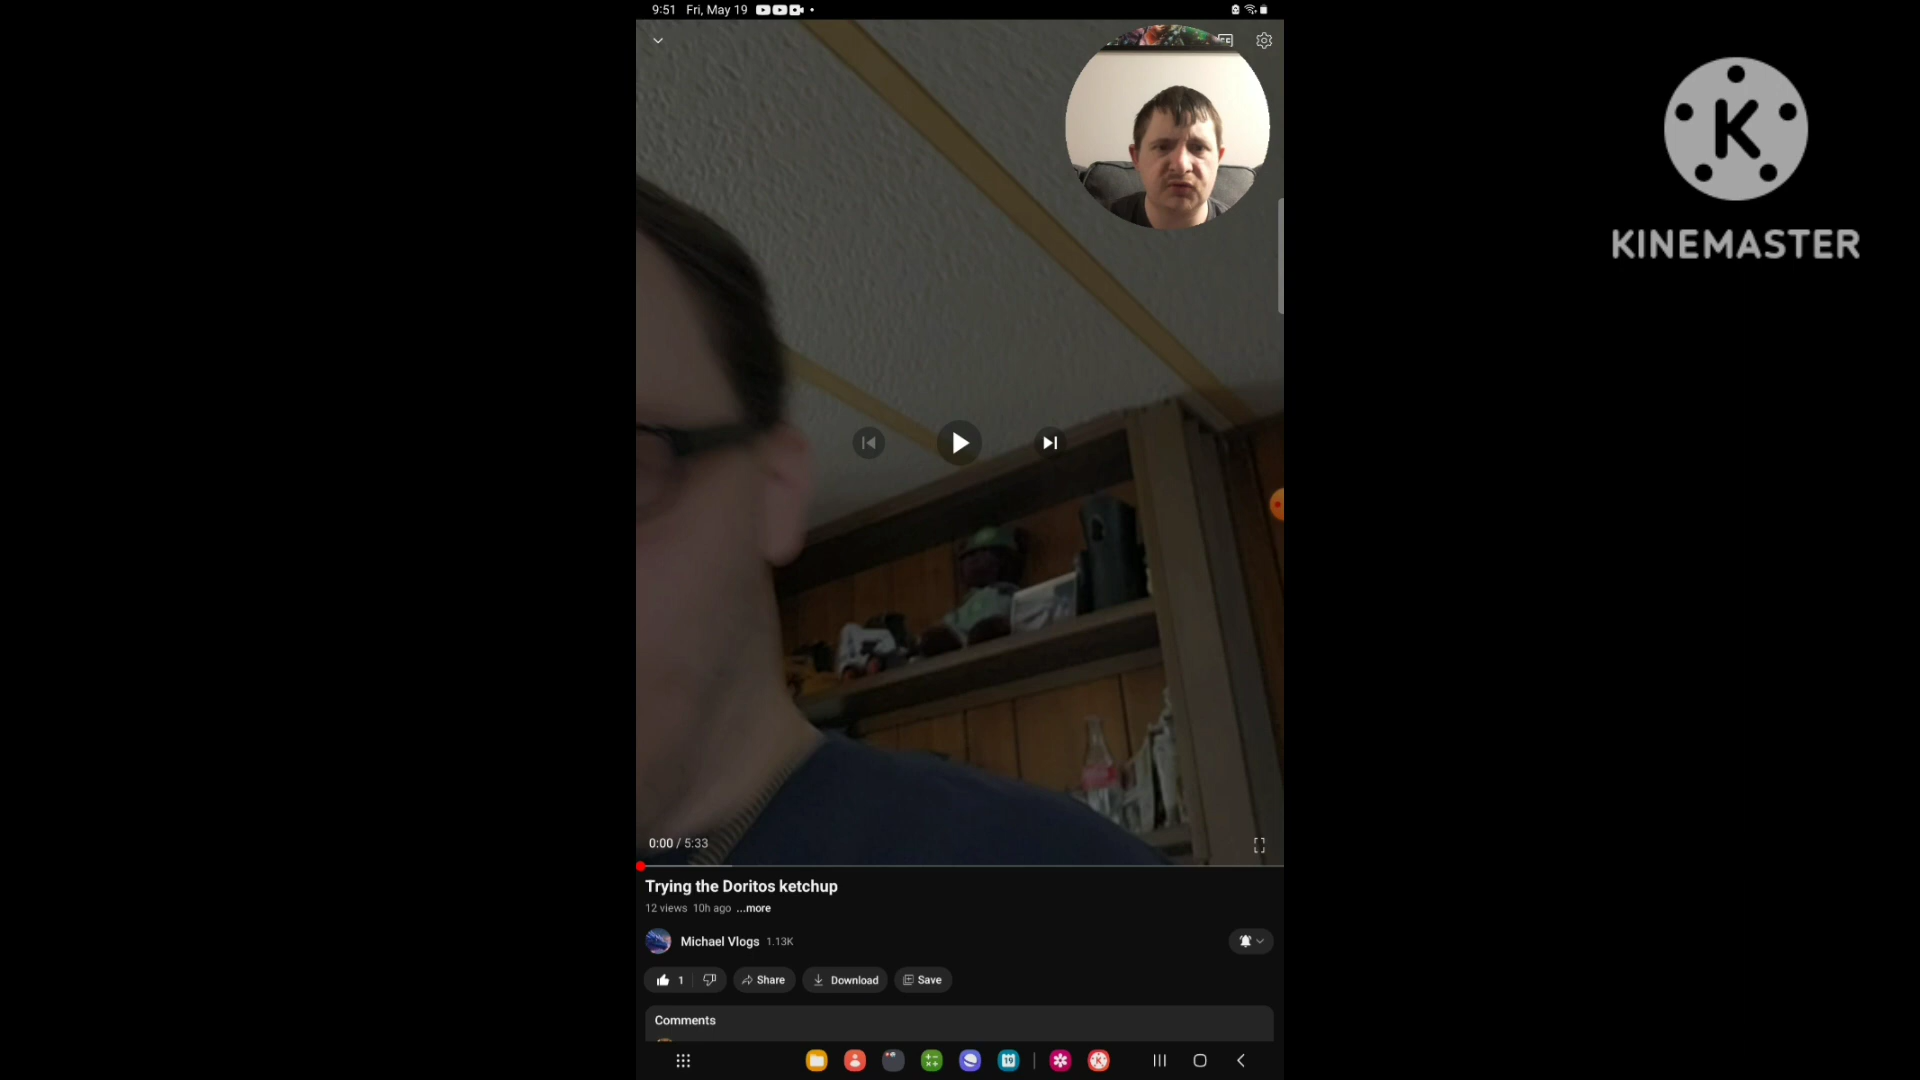 9:51 Fri, May 19
KINEMASTER
0:00 / 5:33
Trying the Doritos ketchup
12 views 10h ago ...more
Michael Vlogs 1.13K
1 Share Download Save
Comments
19